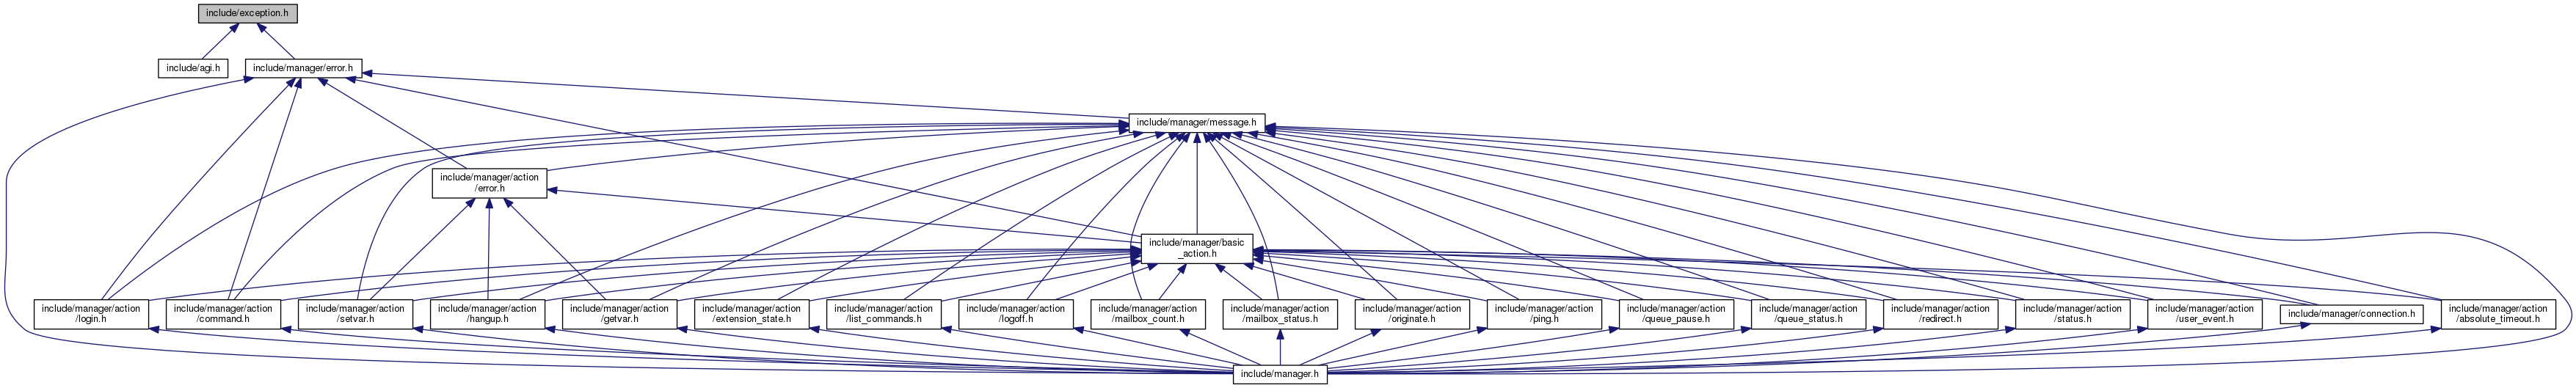 include/exception.h
include/agi.h
include/manager/error.h
include/manager/message.h
include/manager/action
/error.h
include/manager/basic
_action.h
include/manager/action
/login.h
include/manager/action
/command.h
include/manager/action
/setvar.h
include/manager/action
/hangup.h
include/manager/action
/getvar.h
include/manager/action
/extension_state.h
include/manager/action
/list_commands.h
include/manager/action
/logoff.h
include/manager/action
/mailbox_count.h
include/manager/action
/mailbox_status.h
include/manager/action
/originate.h
include/manager/action
/ping.h
include/manager/action
/queue_pause.h
include/manager/action
/queue_status.h
include/manager/action
/redirect.h
include/manager/action
/status.h
include/manager/action
/user_event.h
include/manager/connection.h
include/manager/action
/absolute_timeout.h
include/manager.h